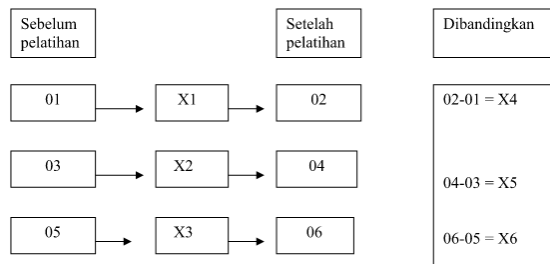 Sebelum
pelatihan
Setelah
pelatihan
Dibandingkan
01
X1
02
02-01 = X4
03
X2
04
04-03 = X5
05
X3
06
06-05 = X6